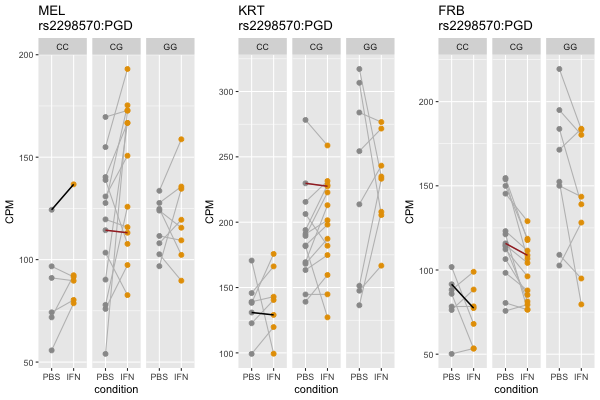 MEL
rs2298570:PGD
CC CG GG
200
150
100
50
CPM
PBS IFN PBS IFN PBS IFN
condition
KRT
rs2298570:PGD
CC CG GG
300
250
200
150
100
CPM
PBS IFN PBS IFN PBS IFN
condition
FRB
rs2298570:PGD
CC CG GG
200
150
100
50
CPM
PBS IFN PBS IFN PBS IFN
condition